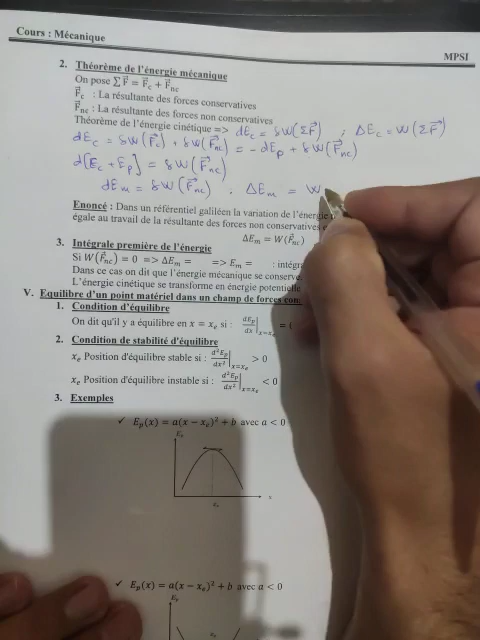 Cours : Mécanique
MPSI
2. Théorème de l'énergie mécanique
On pose ∑F⃗ = F⃗c + F⃗nc
F⃗c : La résultante des forces conservatives
F⃗nc : La résultante des forces non conservatives
Théorème de l'énergie cinétique => dEc = δW(∑F⃗) ; ΔEc = W(∑F⃗)
dEc = δW(F⃗c) + δW(F⃗nc) = - dEp + δW(F⃗nc)
d[Ec + Ep] = δW(F⃗nc)
dEm = δW(F⃗nc) ; ΔEm = W
Enoncé : Dans un référentiel galiléen la variation de l'énergie
égale au travail de la résultante des forces non conservatives
ΔEm = W(F⃗nc)
3. Intégrale première de l'énergie
Si W(F⃗nc) = 0 => ΔEm = => Em = : intégra
Dans ce cas on dit que l'énergie mécanique se conserve
L'énergie cinétique se transforme en énergie potentielle
V. Equilibre d'un point matériel dans un champ de forces con
1. Condition d'équilibre
On dit qu'il y a équilibre en x = xe si : dEp/dx|x=xe =
2. Condition de stabilité d'équilibre
xe Position d'équilibre stable si : d²Ep/dx²|x=xe > 0
xe Position d'équilibre instable si : d²Ep/dx²|x=xe < 0
3. Exemples
✓ Ep(x) = a(x − xe)² + b avec a < 0
Ep
xe
x
✓ Ep(x) = a(x − xe)² + b avec a < 0
Ep
xe